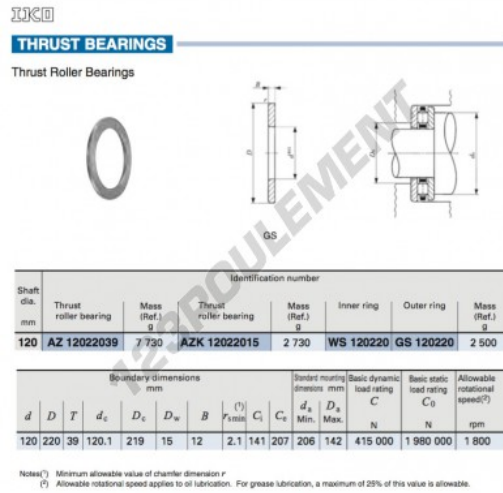 IKO
THRUST BEARINGS
Thrust Roller Bearings
B
r
D
d
GS
Dₐ
dₐ
Shaft dia. mm
Identification number
Thrust roller bearing
Mass (Ref.) g
Thrust roller bearing
Mass (Ref.) g
Inner ring
Outer ring
Mass (Ref.) g
120 AZ 12022039 7 730 AZK 12022015 2 730 WS 120220 GS 120220 2 500
Boundary dimensions mm
Standard mounting dimensions mm
Basic dynamic load rating C N
Basic static load rating C₀ N
Allowable rotational speed(²) rpm
d D T d꜀ D꜀ Dw B rₛ min(¹) Cᵢ Cₑ dₐ Min. Dₐ Max.
120 220 39 120.1 219 15 12 2.1 141 207 206 142 415 000 1 980 000 1 800
Notes(¹) Minimum allowable value of chamfer dimension r
(²) Allowable rotational speed applies to oil lubrication. For grease lubrication, a maximum of 25% of this value is allowable.
123ROULEMENT